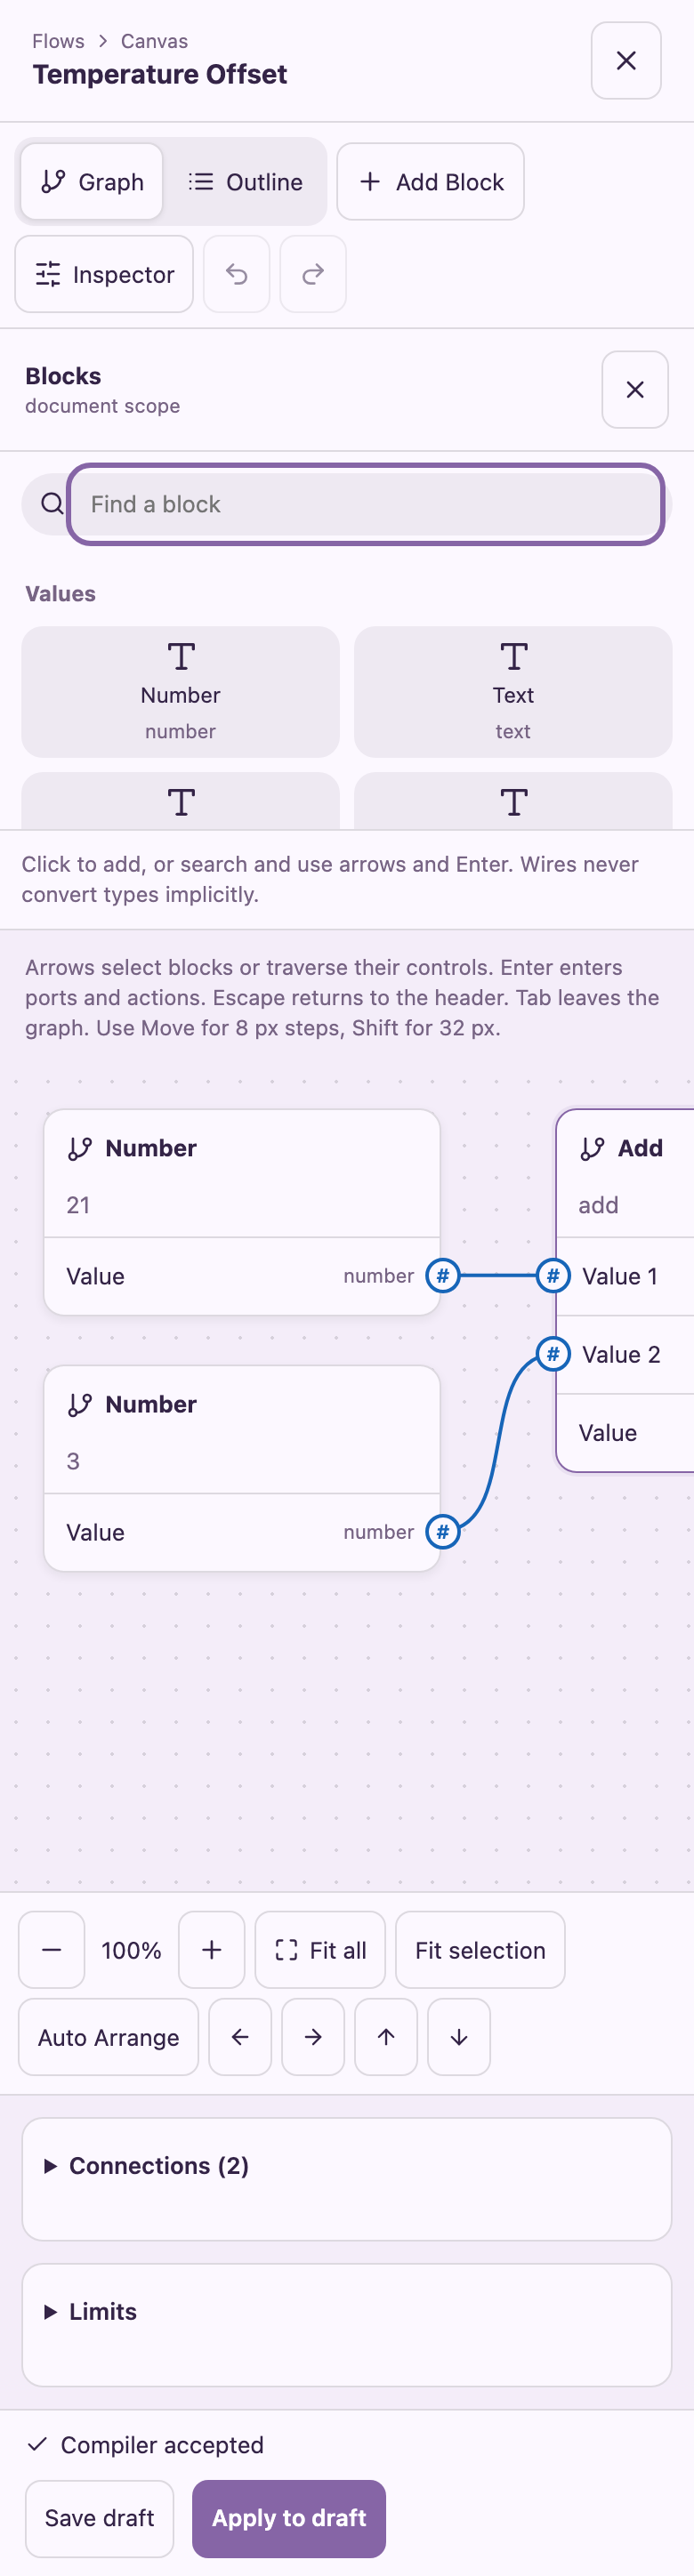 Flows > Canvas
Temperature Offset
Graph
Outline
Add Block
Inspector
Blocks
document scope
Find a block
Values
Number
number
Text
text
Click to add, or search and use arrows and Enter. Wires never
convert types implicitly.
Arrows select blocks or traverse their controls. Enter enters
ports and actions. Escape returns to the header. Tab leaves the
graph. Use Move for 8 px steps, Shift for 32 px.
Number
21
Value number #
Number
3
Value number #
Add
add
# Value 1
# Value 2
Value
100%
Fit all
Fit selection
Auto Arrange
Connections (2)
Limits
Compiler accepted
Save draft
Apply to draft